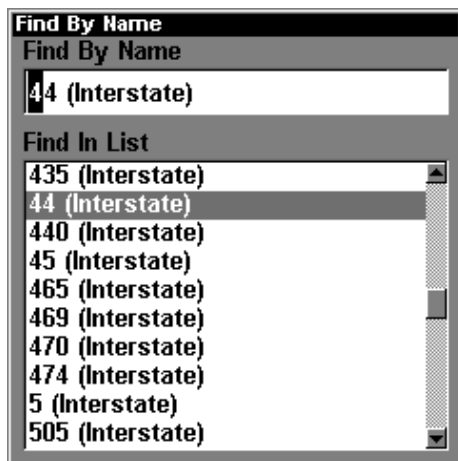 Find By Name
Find By Name
44 (Interstate)
Find In List
435 (Interstate)
44 (Interstate)
440 (Interstate)
45 (Interstate)
465 (Interstate)
469 (Interstate)
470 (Interstate)
474 (Interstate)
5 (Interstate)
505 (Interstate)